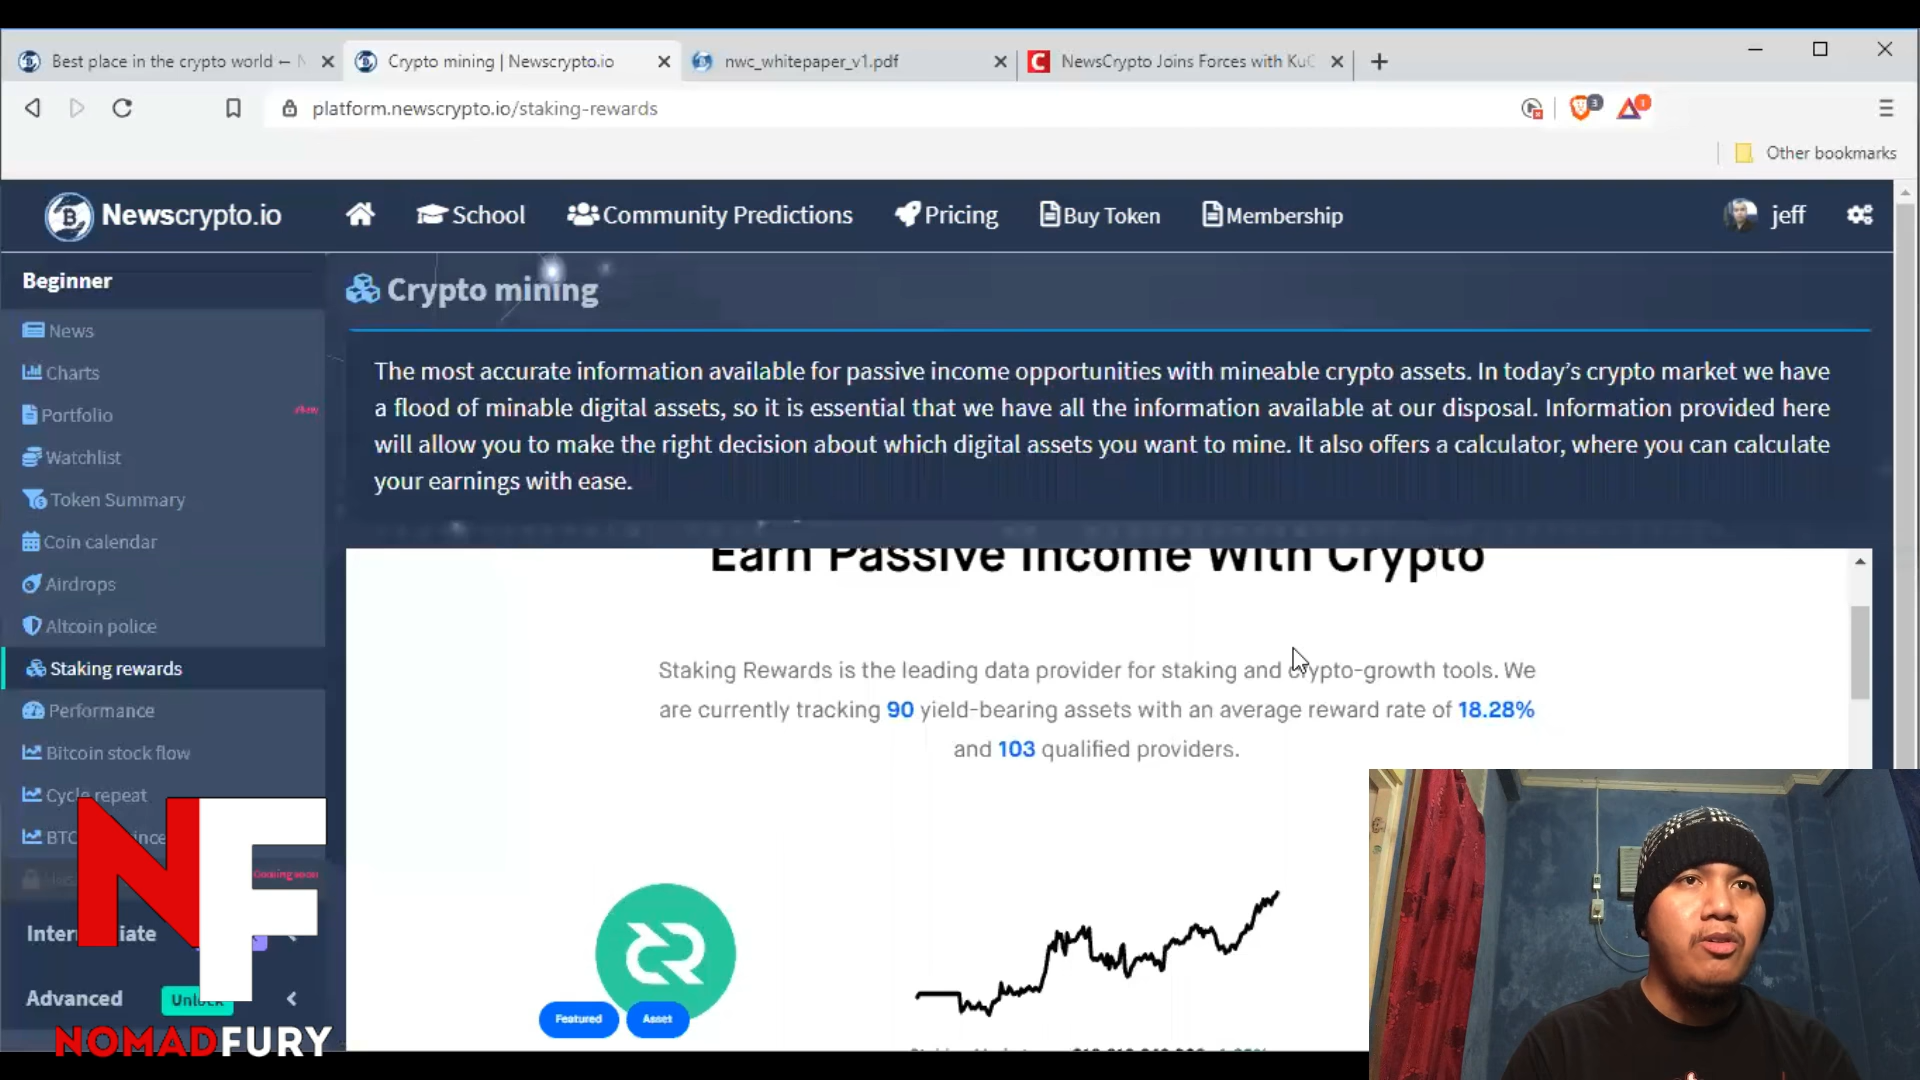 Best place in the crypto world ←
Crypto mining | Newscrypto.io
nwc_whitepaper_v1.pdf
NewsCrypto Joins Forces with KuC
platform.newscrypto.io/staking-rewards
3
1
Other bookmarks
Newscrypto.io
School
Community Predictions
Pricing
Buy Token
Membership
jeff
Beginner
News
Charts
Portfolio
Watchlist
Token Summary
Coin calendar
Airdrops
Altcoin police
Staking rewards
Performance
Bitcoin stock flow
Cycle repeat
BTC
Coming soon
Advanced
NF
NOMADFURY
Crypto mining
The most accurate information available for passive income opportunities with mineable crypto assets. In today's crypto market we have
a flood of minable digital assets, so it is essential that we have all the information available at our disposal. Information provided here
will allow you to make the right decision about which digital assets you want to mine. It also offers a calculator, where you can calculate
your earnings with ease.
Earn Passive Income With Crypto
Staking Rewards is the leading data provider for staking and crypto-growth tools. We
are currently tracking 90 yield-bearing assets with an average reward rate of 18.28%
and 103 qualified providers.
Featured
Asset